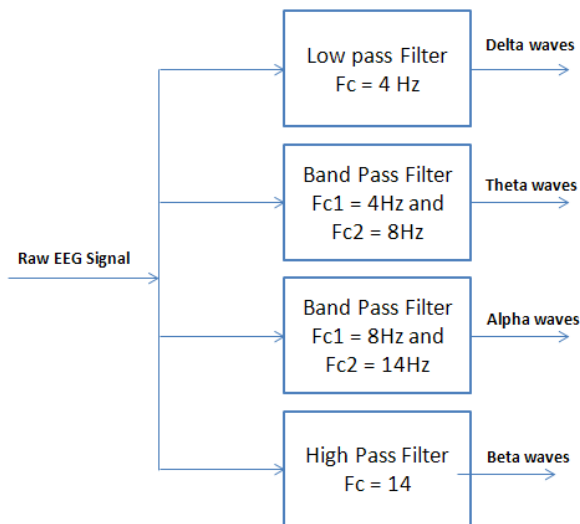 Low pass Filter
Fc = 4 Hz
Delta waves
Band Pass Filter
Fc1 = 4Hz and
Fc2 = 8Hz
Theta waves
Raw EEG Signal
Band Pass Filter
Fc1 = 8Hz and
Fc2 = 14Hz
Alpha waves
High Pass Filter
Fc = 14
Beta waves